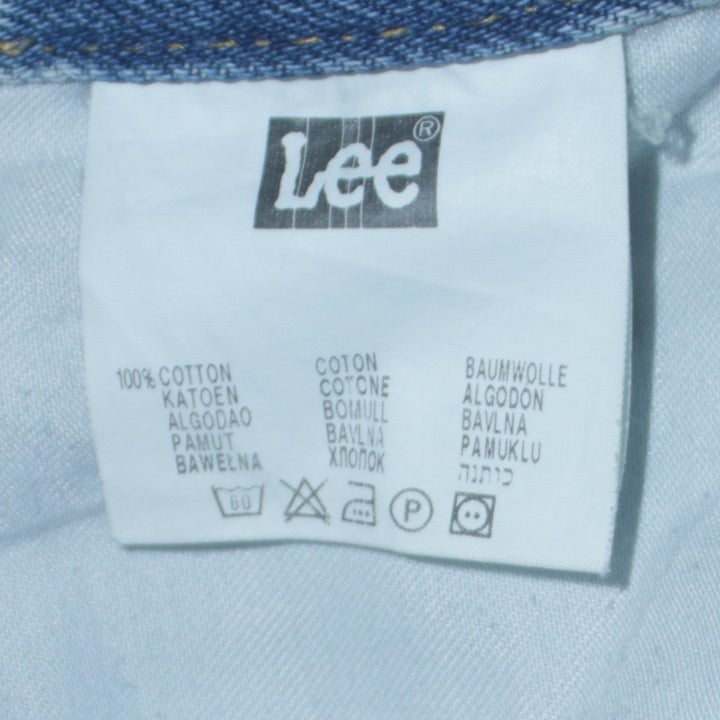 Lee®
100% COTTON
KATOEN
ALGODAO
PAMUT
BAWEŁNA
COTON
COTONE
BOMULL
BAVLNA
ХЛОПОК
BAUMWOLLE
ALGODÓN
BAVLNA
PAMUKLU
כותנה
60
P